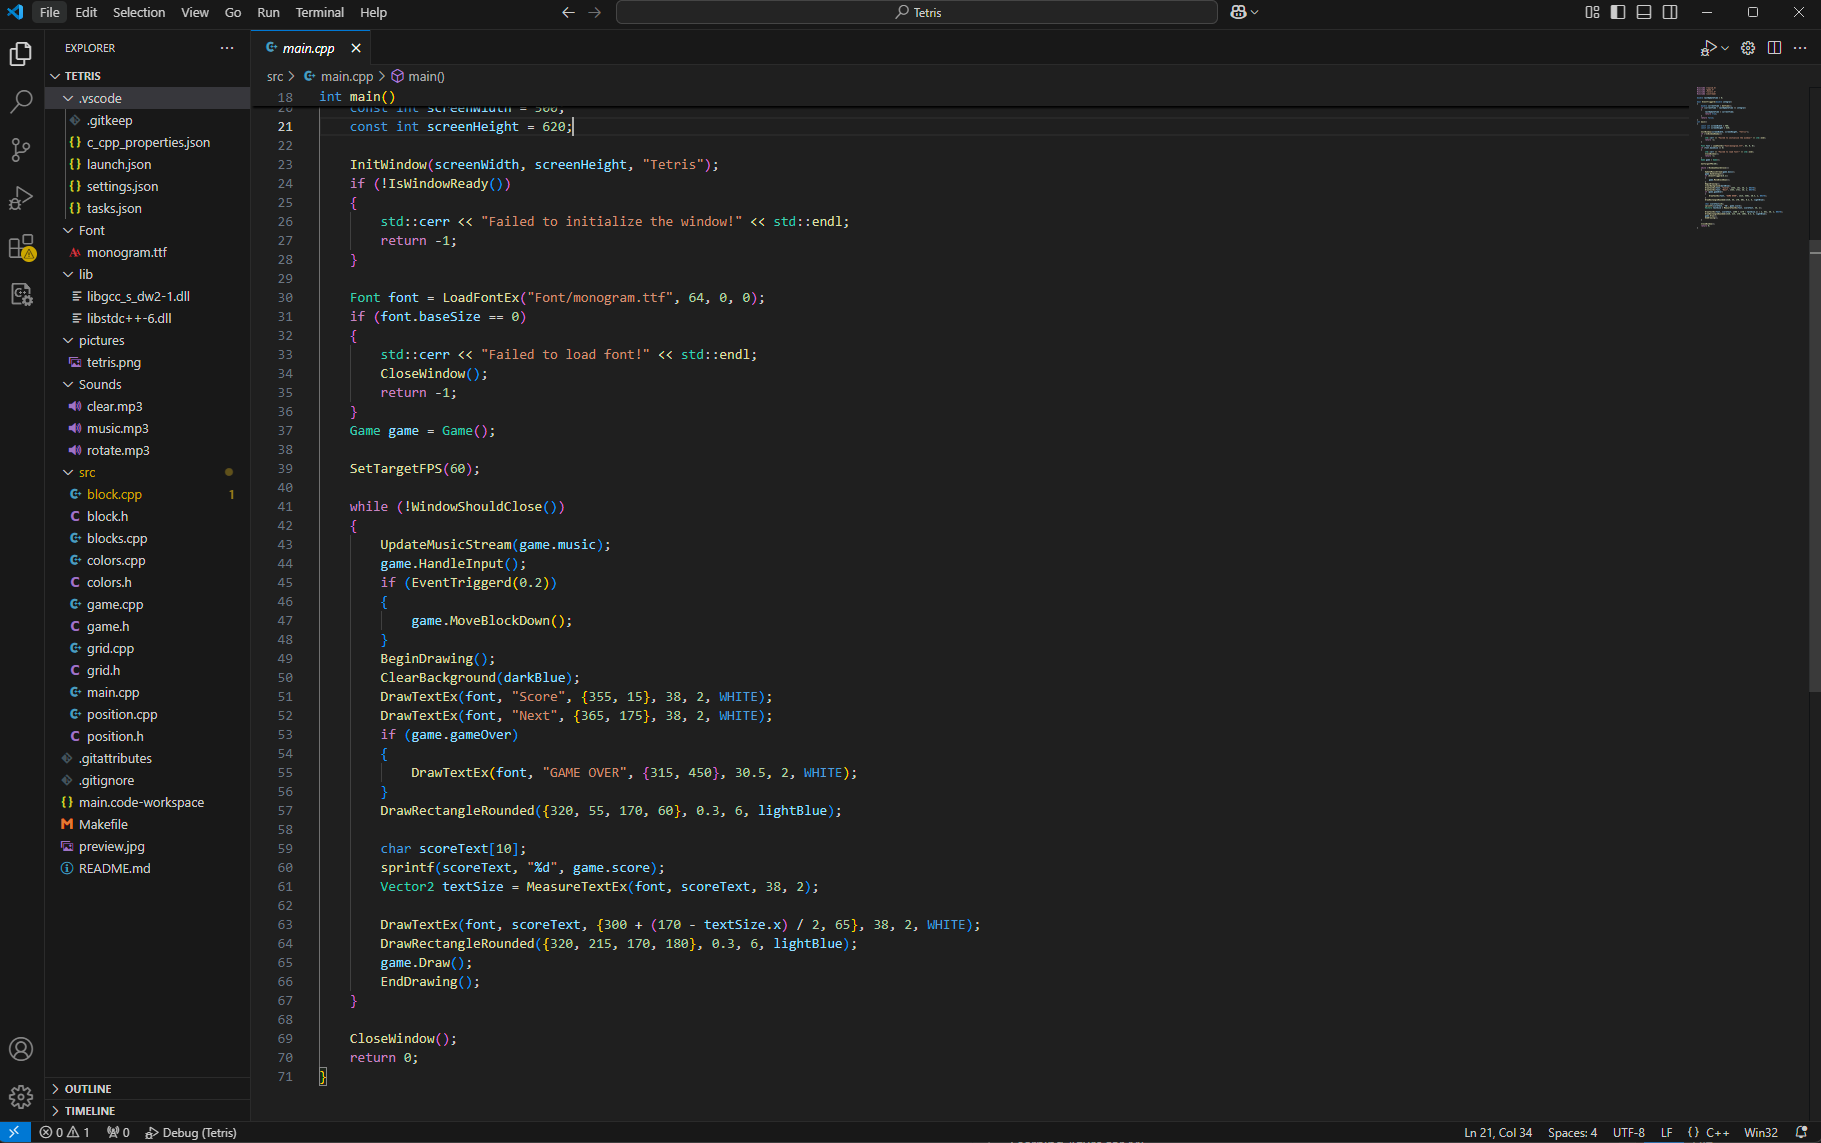 File Edit Selection View Go Run Terminal Help
Tetris
EXPLORER
TETRIS
.vscode
.gitkeep
c_cpp_properties.json
launch.json
settings.json
tasks.json
Font
monogram.ttf
lib
libgcc_s_dw2-1.dll
libstdc++-6.dll
pictures
tetris.png
Sounds
clear.mp3
music.mp3
rotate.mp3
src
block.cpp 1
block.h
blocks.cpp
colors.cpp
colors.h
game.cpp
game.h
grid.cpp
grid.h
main.cpp
position.cpp
position.h
.gitattributes
.gitignore
main.code-workspace
Makefile
preview.jpg
README.md
OUTLINE
TIMELINE
main.cpp
src > main.cpp > main()
18 int main()
20 const int screenWidth = 500;
21 const int screenHeight = 620;
22
23 InitWindow(screenWidth, screenHeight, "Tetris");
24 if (!IsWindowReady())
25 {
26 std::cerr << "Failed to initialize the window!" << std::endl;
27 return -1;
28 }
29
30 Font font = LoadFontEx("Font/monogram.ttf", 64, 0, 0);
31 if (font.baseSize == 0)
32 {
33 std::cerr << "Failed to load font!" << std::endl;
34 CloseWindow();
35 return -1;
36 }
37 Game game = Game();
38
39 SetTargetFPS(60);
40
41 while (!WindowShouldClose())
42 {
43 UpdateMusicStream(game.music);
44 game.HandleInput();
45 if (EventTriggerd(0.2))
46 {
47 game.MoveBlockDown();
48 }
49 BeginDrawing();
50 ClearBackground(darkBlue);
51 DrawTextEx(font, "Score", {355, 15}, 38, 2, WHITE);
52 DrawTextEx(font, "Next", {365, 175}, 38, 2, WHITE);
53 if (game.gameOver)
54 {
55 DrawTextEx(font, "GAME OVER", {315, 450}, 30.5, 2, WHITE);
56 }
57 DrawRectangleRounded({320, 55, 170, 60}, 0.3, 6, lightBlue);
58
59 char scoreText[10];
60 sprintf(scoreText, "%d", game.score);
61 Vector2 textSize = MeasureTextEx(font, scoreText, 38, 2);
62
63 DrawTextEx(font, scoreText, {300 + (170 - textSize.x) / 2, 65}, 38, 2, WHITE);
64 DrawRectangleRounded({320, 215, 170, 180}, 0.3, 6, lightBlue);
65 game.Draw();
66 EndDrawing();
67 }
68
69 CloseWindow();
70 return 0;
71 }
0 1 0 Debug (Tetris) Ln 21, Col 34 Spaces: 4 UTF-8 LF {} C++ Win32